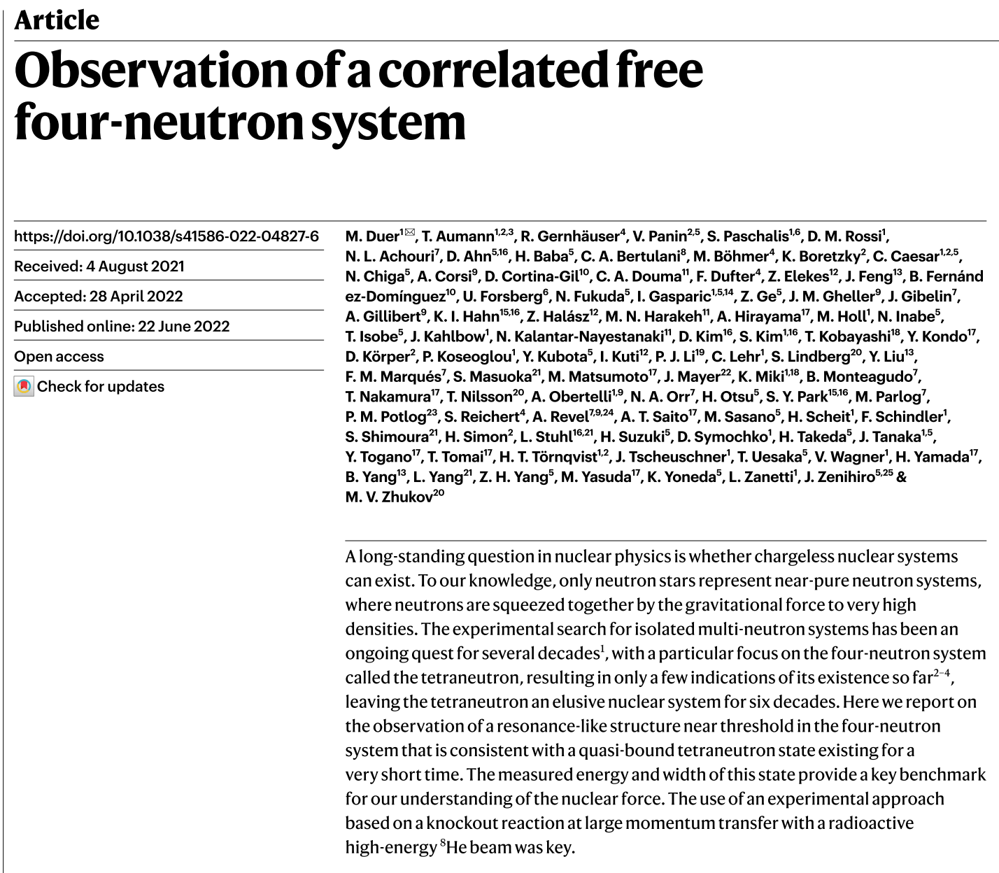 Article
Observation of a correlated free
four-neutron system
https://doi.org/10.1038/s41586-022-04827-6
Received: 4 August 2021
Accepted: 28 April 2022
Published online: 22 June 2022
Open access
Check for updates
M. Duer1✉, T. Aumann1,2,3, R. Gernhäuser4, V. Panin2,5, S. Paschalis1,6, D. M. Rossi1,
N. L. Achouri7, D. Ahn5,16, H. Baba5, C. A. Bertulani8, M. Böhmer4, K. Boretzky2, C. Caesar1,2,5,
N. Chiga5, A. Corsi9, D. Cortina-Gil10, C. A. Douma11, F. Dufter4, Z. Elekes12, J. Feng13, B. Fernánd
ez-Domínguez10, U. Forsberg6, N. Fukuda5, I. Gasparic1,5,14, Z. Ge5, J. M. Gheller9, J. Gibelin7,
A. Gillibert9, K. I. Hahn15,16, Z. Halász12, M. N. Harakeh11, A. Hirayama17, M. Holl1, N. Inabe5,
T. Isobe5, J. Kahlbow1, N. Kalantar-Nayestanaki11, D. Kim16, S. Kim1,16, T. Kobayashi18, Y. Kondo17,
D. Körper2, P. Koseoglou1, Y. Kubota5, I. Kuti12, P. J. Li19, C. Lehr1, S. Lindberg20, Y. Liu13,
F. M. Marqués7, S. Masuoka21, M. Matsumoto17, J. Mayer22, K. Miki1,18, B. Monteagudo7,
T. Nakamura17, T. Nilsson20, A. Obertelli1,9, N. A. Orr7, H. Otsu5, S. Y. Park15,16, M. Parlog7,
P. M. Potlog23, S. Reichert4, A. Revel7,9,24, A. T. Saito17, M. Sasano5, H. Scheit1, F. Schindler1,
S. Shimoura21, H. Simon2, L. Stuhl16,21, H. Suzuki5, D. Symochko1, H. Takeda5, J. Tanaka1,5,
Y. Togano17, T. Tomai17, H. T. Törnqvist1,2, J. Tscheuschner1, T. Uesaka5, V. Wagner1, H. Yamada17,
B. Yang13, L. Yang21, Z. H. Yang5, M. Yasuda17, K. Yoneda5, L. Zanetti1, J. Zenihiro5,25 &
M. V. Zhukov20
A long-standing question in nuclear physics is whether chargeless nuclear systems
can exist. To our knowledge, only neutron stars represent near-pure neutron systems,
where neutrons are squeezed together by the gravitational force to very high
densities. The experimental search for isolated multi-neutron systems has been an
ongoing quest for several decades1, with a particular focus on the four-neutron system
called the tetraneutron, resulting in only a few indications of its existence so far2–4,
leaving the tetraneutron an elusive nuclear system for six decades. Here we report on
the observation of a resonance-like structure near threshold in the four-neutron
system that is consistent with a quasi-bound tetraneutron state existing for a
very short time. The measured energy and width of this state provide a key benchmark
for our understanding of the nuclear force. The use of an experimental approach
based on a knockout reaction at large momentum transfer with a radioactive
high-energy 8He beam was key.